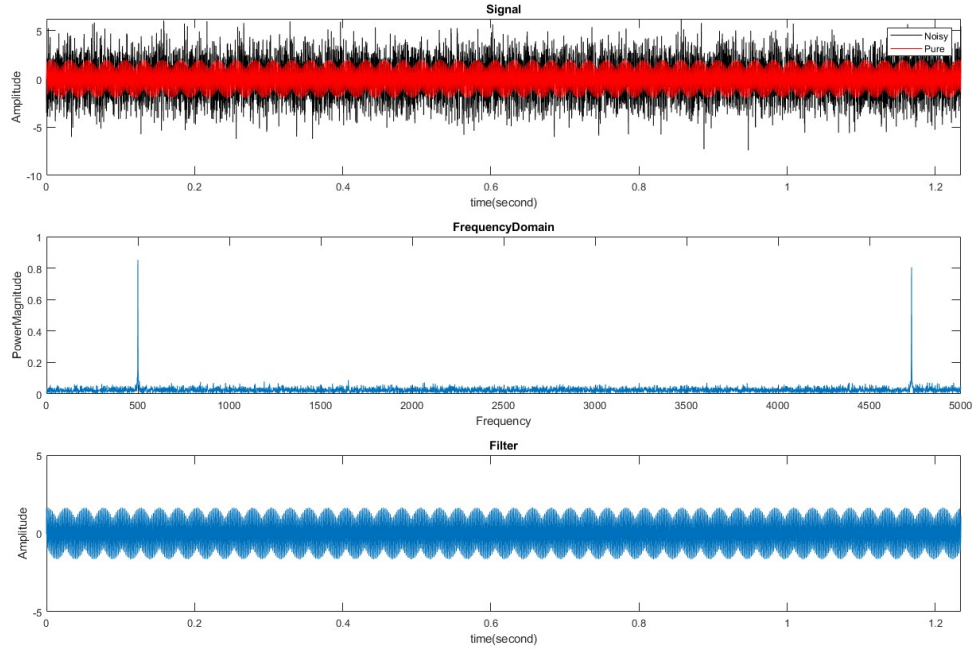 Signal
5
0
-5
-10
Amplitude
Noisy
Pure
0 0.2 0.4 0.6 0.8 1 1.2
time(second)
FrequencyDomain
1
0.8
0.6
0.4
0.2
0
PowerMagnitude
0 500 1000 1500 2000 2500 3000 3500 4000 4500 5000
Frequency
Filter
5
0
-5
Amplitude
0 0.2 0.4 0.6 0.8 1 1.2
time(second)